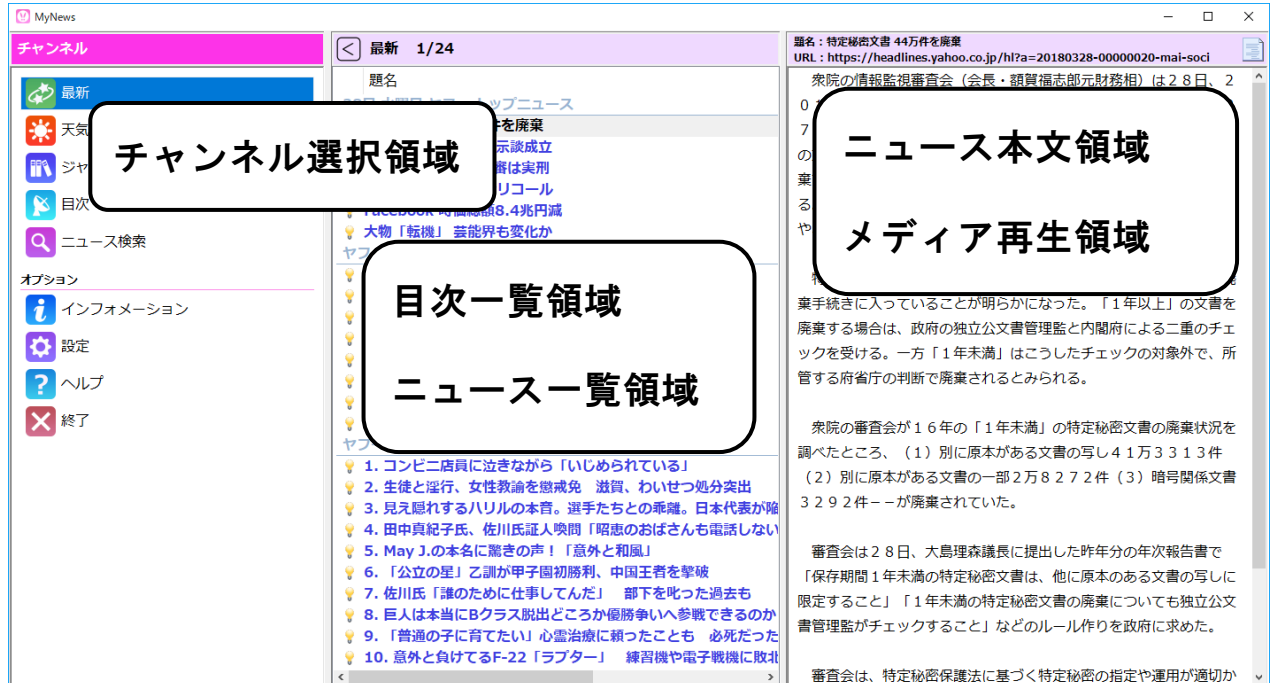 MyNews
チャンネル
最新
天気
ジャ
目次
ニュース検索
オプション
インフォメーション
設定
ヘルプ
終了
チャンネル選択領域
最新 1/24
題名
トップニュース
件を廃棄
示談成立
審は実刑
リコール
Facebook 時価総額8.4兆円減
大物「転機」 芸能界も変化か
ヤフ
目次一覧領域
ニュース一覧領域
ヤフ
1. コンビニ店員に泣きながら「いじめられている」
2. 生徒と淫行、女性教諭を懲戒免 滋賀、わいせつ処分突出
3. 見え隠れするハリルの本音。選手たちとの乖離。日本代表が陥
4. 田中真紀子氏、佐川氏証人喚問「昭恵のおばさんも電話しない
5. May J.の本名に驚きの声！「意外と和風」
6. 「公立の星」乙訓が甲子園初勝利、中国王者を撃破
7. 佐川氏「誰のために仕事してんだ」 部下を叱った過去も
8. 巨人は本当にBクラス脱出どころか優勝争いへ参戦できるのか
9. 「普通の子に育てたい」心霊治療に頼ったことも 必死だった
10. 意外と負けてるF-22「ラプター」 練習機や電子戦機に敗北
題名：特定秘密文書 44万件を廃棄
URL：https://headlines.yahoo.co.jp/hl?a=20180328-00000020-mai-soci
衆院の情報監視審査会（会長・額賀福志郎元財務相）は２８日、２
０
７
の
棄
る
や
ニュース本文領域
メディア再生領域
棄手続きに入っていることが明らかになった。「１年以上」の文書を
廃棄する場合は、政府の独立公文書管理監と内閣府による二重のチェ
ックを受ける。一方「１年未満」はこうしたチェックの対象外で、所
管する府省庁の判断で廃棄されるとみられる。
衆院の審査会が１６年の「１年未満」の特定秘密文書の廃棄状況を
調べたところ、（１）別に原本がある文書の写し４１万３３１３件
（２）別に原本がある文書の一部２万８２７２件（３）暗号関係文書
３２９２件－－が廃棄されていた。
審査会は２８日、大島理森議長に提出した昨年分の年次報告書で
「保存期間１年未満の特定秘密文書は、他に原本のある文書の写しに
限定すること」「１年未満の特定秘密文書の廃棄についても独立公文
書管理監がチェックすること」などのルール作りを政府に求めた。
審査会は、特定秘密保護法に基づく特定秘密の指定や運用が適切か